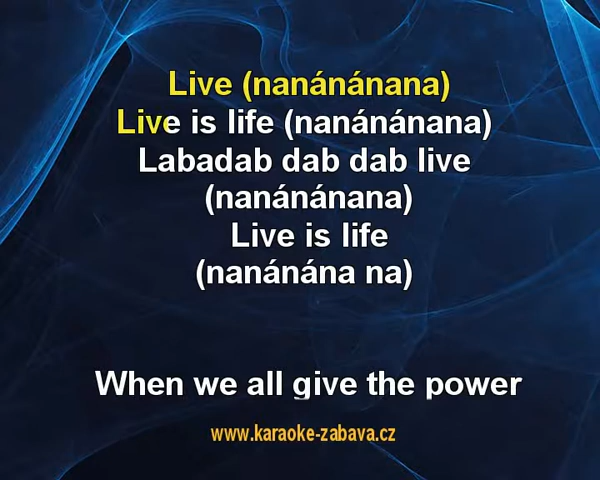 Live (nanánánana)
Live is life (nanánánana)
Labadab dab dab live
(nanánánana)
Live is life
(nanánána na)
When we all give the power
www.karaoke-zabava.cz